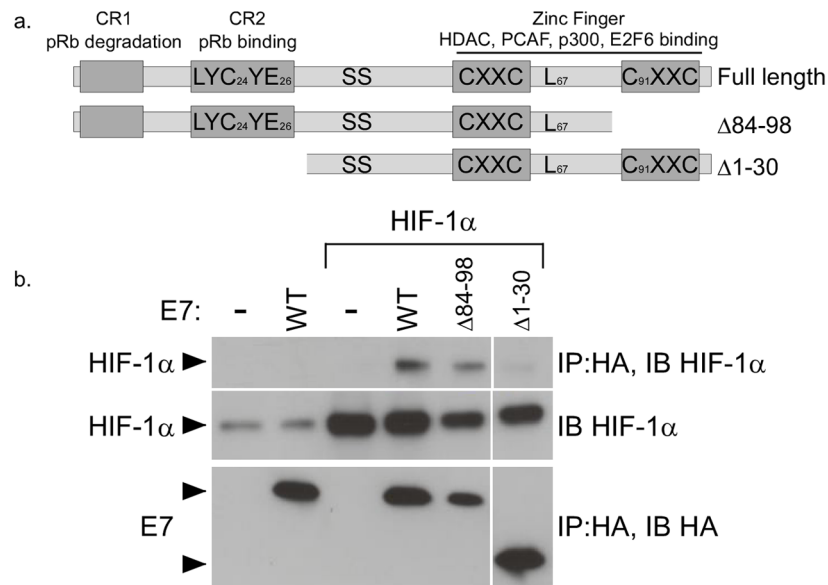 a.
CR1
pRb degradation
CR2
pRb binding
Zinc Finger
HDAC, PCAF, p300, E2F6 binding
LYC24YE26 SS CXXC L67 C91XXC Full length
LYC24YE26 SS CXXC L67 Δ84-98
SS CXXC L67 C91XXC Δ1-30
b.
HIF-1α
E7: - WT - WT Δ84-98 Δ1-30
HIF-1α IP:HA, IB HIF-1α
HIF-1α IB HIF-1α
E7 IP:HA, IB HA